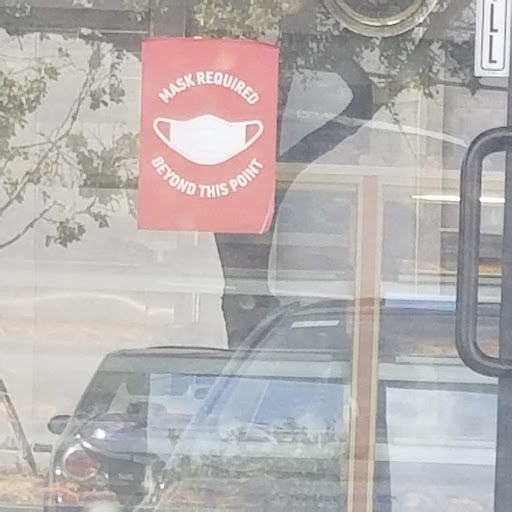 MASK REQUIRED
BEYOND THIS POINT